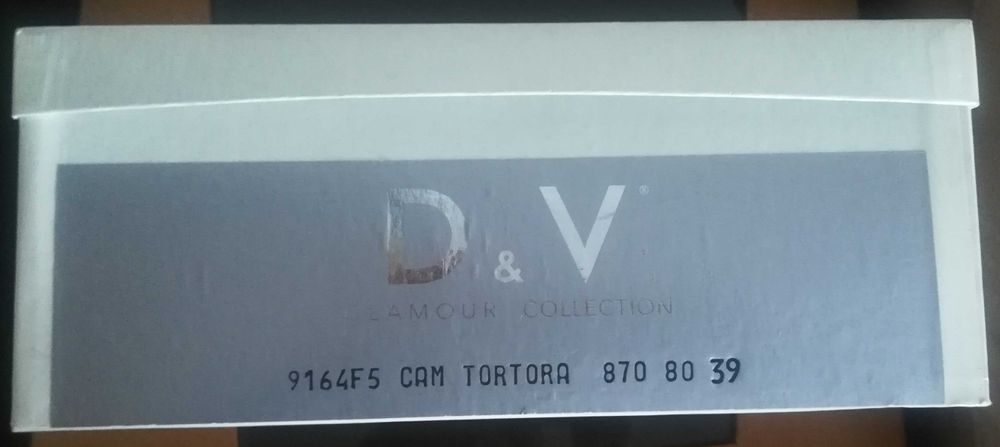 D & V®
GLAMOUR COLLECTION
9164F5 CAM TORTORA 870 80 39